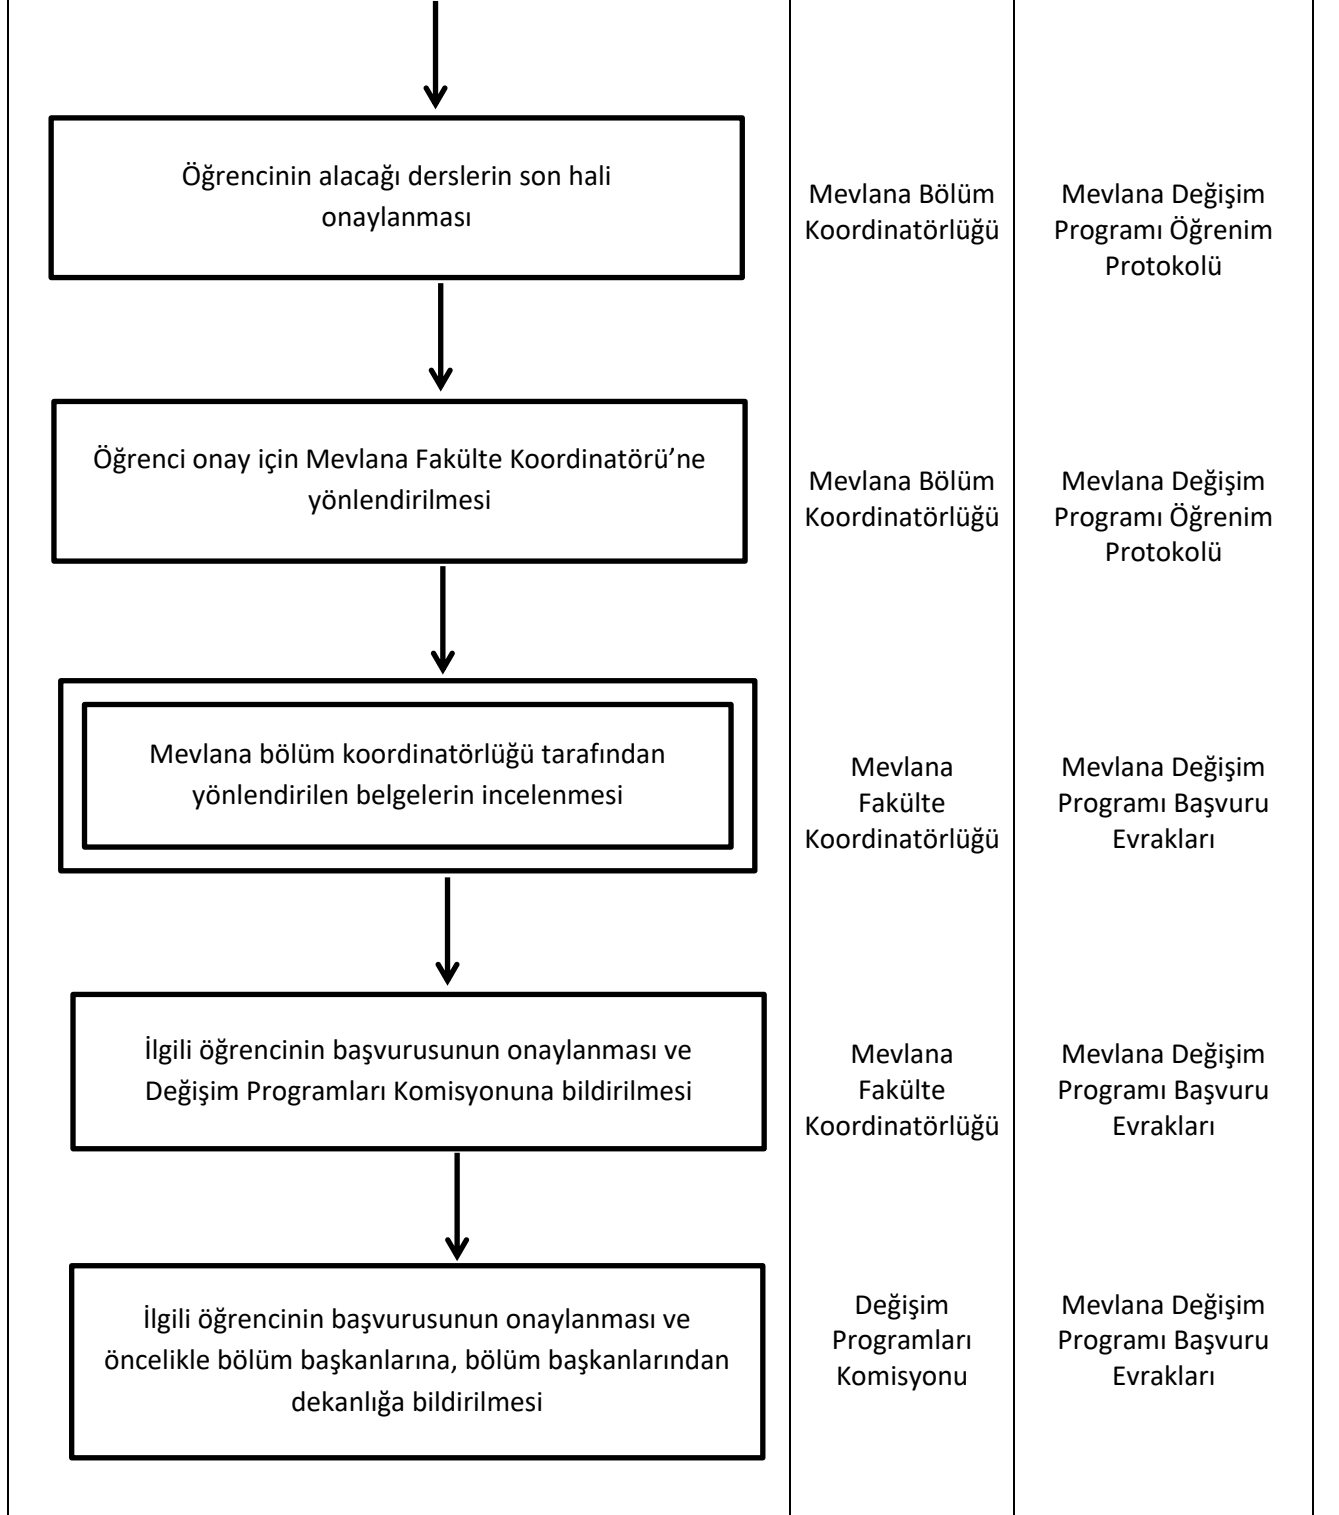 Öğrencinin alacağı derslerin son hali
onaylanması
Mevlana Bölüm
Koordinatörlüğü
Mevlana Değişim
Programı Öğrenim
Protokolü
Öğrenci onay için Mevlana Fakülte Koordinatörü’ne
yönlendirilmesi
Mevlana Bölüm
Koordinatörlüğü
Mevlana Değişim
Programı Öğrenim
Protokolü
Mevlana bölüm koordinatörlüğü tarafından
yönlendirilen belgelerin incelenmesi
Mevlana
Fakülte
Koordinatörlüğü
Mevlana Değişim
Programı Başvuru
Evrakları
İlgili öğrencinin başvurusunun onaylanması ve
Değişim Programları Komisyonuna bildirilmesi
Mevlana
Fakülte
Koordinatörlüğü
Mevlana Değişim
Programı Başvuru
Evrakları
İlgili öğrencinin başvurusunun onaylanması ve
öncelikle bölüm başkanlarına, bölüm başkanlarından
dekanlığa bildirilmesi
Değişim
Programları
Komisyonu
Mevlana Değişim
Programı Başvuru
Evrakları